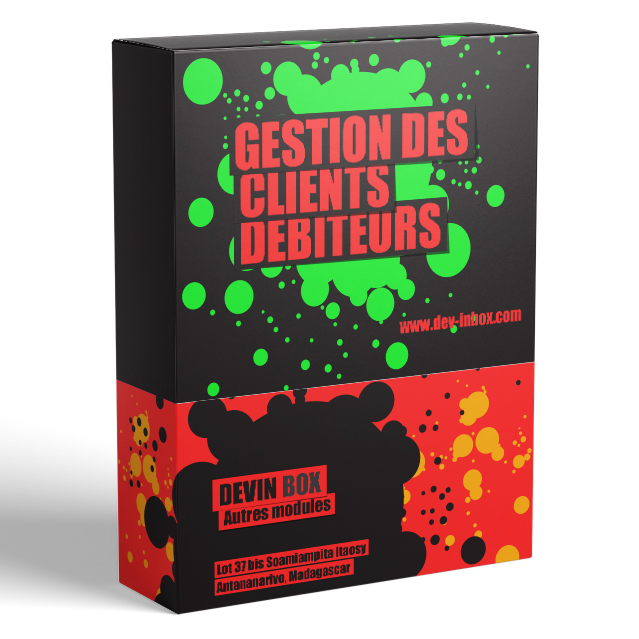 GESTION DES
CLIENTS
DEBITEURS
www.dev-inbox.com
DEVIN BOX
Autres modules
Lot 37 bis Soamiampita Itaosy
Antananarivo, Madagascar